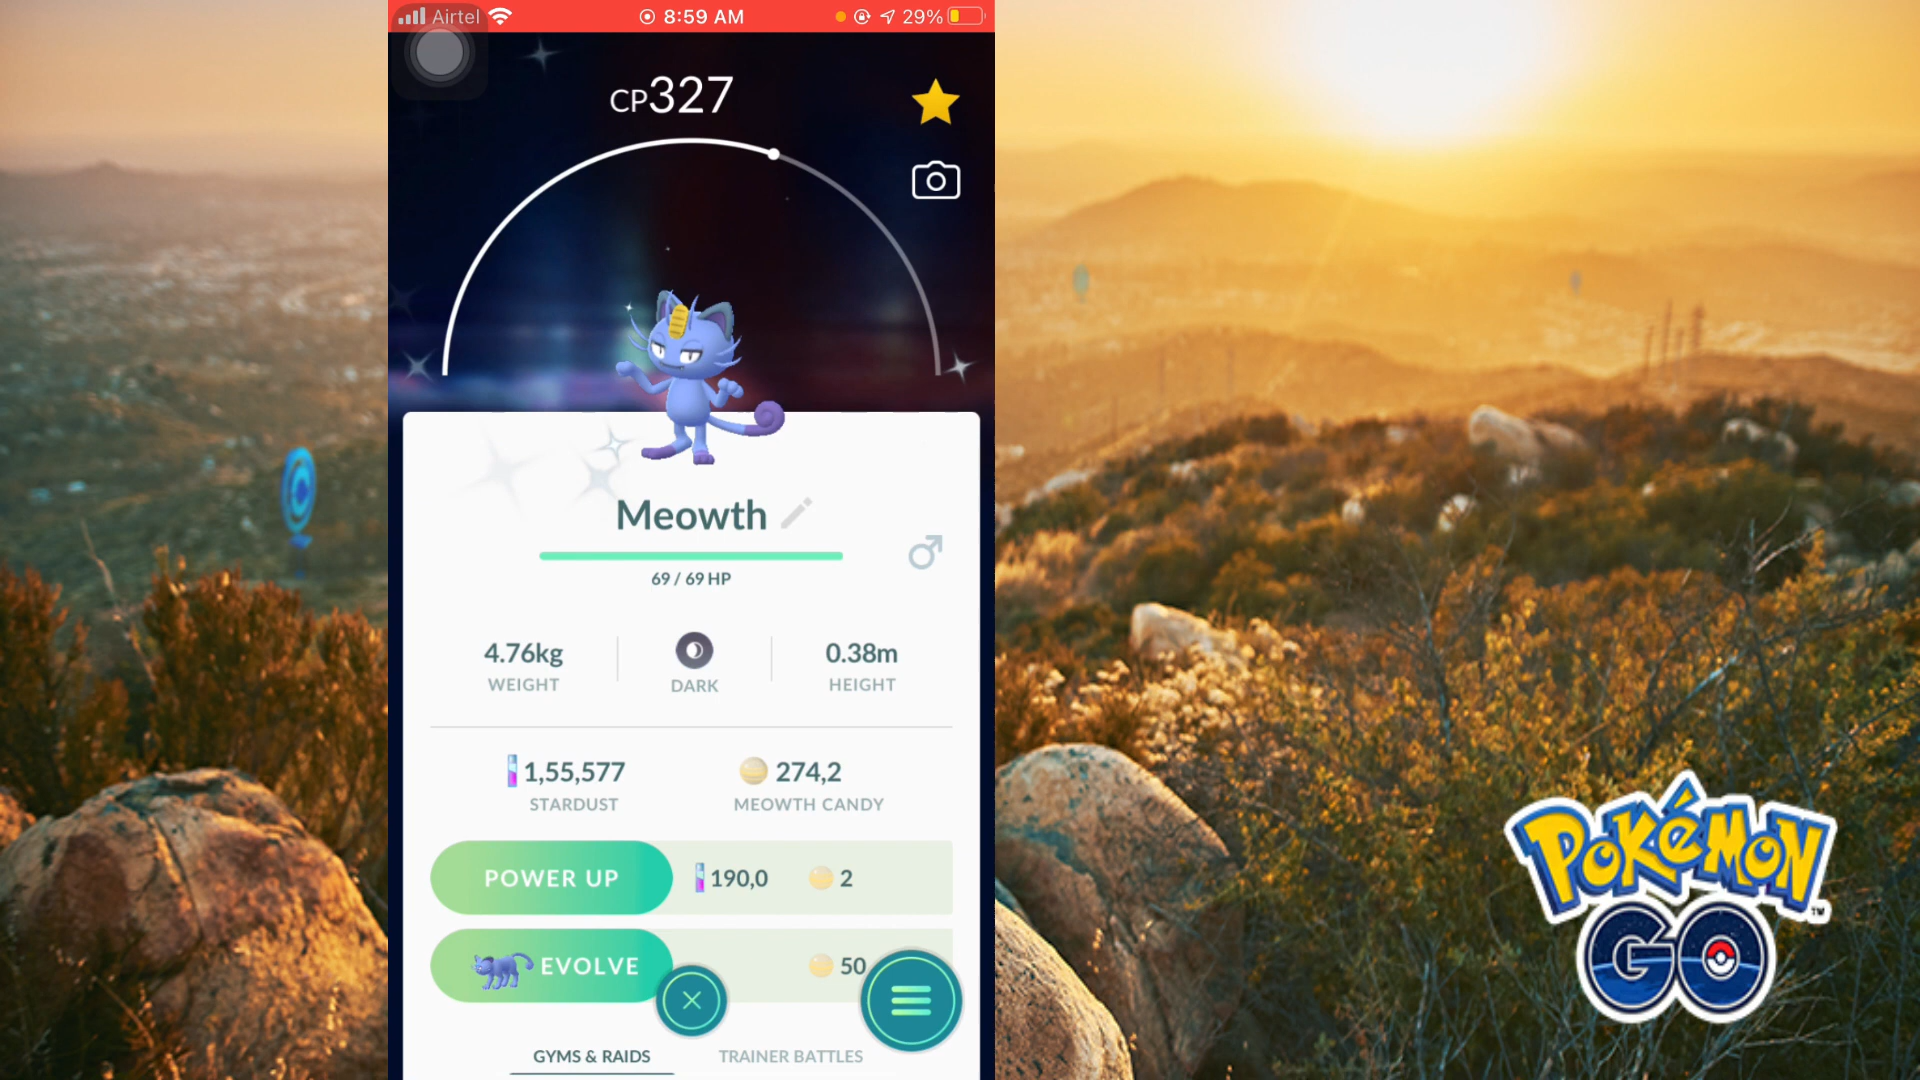 Airtel 8:59 AM 29%
CP327
Meowth
69 / 69 HP
4.76kg
WEIGHT
DARK
0.38m
HEIGHT
1,55,577
STARDUST
274,2
MEOWTH CANDY
POWER UP 190,0 2
EVOLVE 50
GYMS & RAIDS TRAINER BATTLES
POKéMON
TM
GO